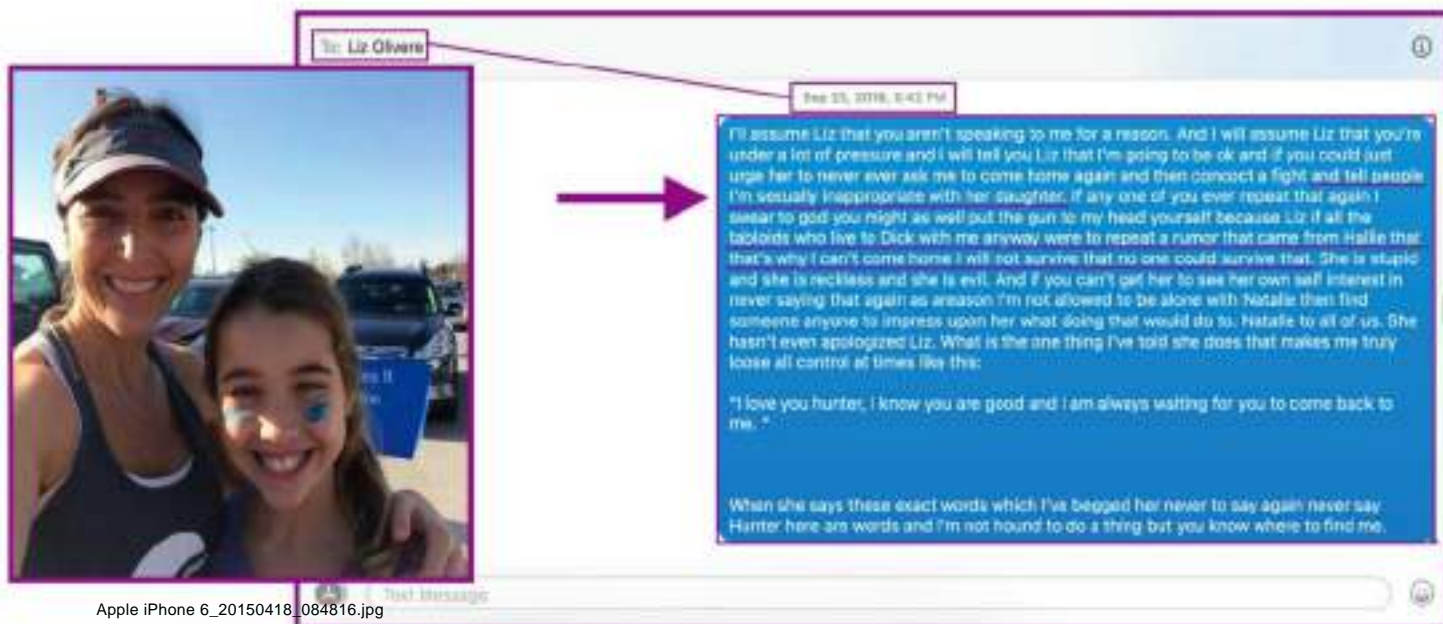 To: Liz Olivere
Sep 25, 2018, 5:42 PM
I'll assume Liz that you aren't speaking to me for a reason. And I will assume Liz that you're
under a lot of pressure and I will tell you Liz that I'm going to be ok and if you could just
urge her to never ever ask me to come home again and then concoct a fight and tell people
I'm sexually inappropriate with her daughter. If any one of you ever repeat that again I
swear to god you might as well put the gun to my head yourself because Liz if all the
tabloids who live to Dick with me anyway were to repeat a rumor that came from Hallie that
that's why I can't come home I will not survive that no one could survive that. She is stupid
and she is reckless and she is evil. And if you can't get her to see her own self interest in
never saying that again as areason I'm not allowed to be alone with Natalie then find
someone anyone to impress upon her what doing that would do to. Natalie to all of us. She
hasn't even apologized Liz. What is the one thing I've told she does that makes me truly
loose all control at times like this:
"I love you hunter, I know you are good and I am always waiting for you to come back to
me. "
When she says these exact words which I've begged her never to say again never say
Hunter here are words and I'm not hound to do a thing but you know where to find me.
Text Message
Apple iPhone 6_20150418_084816.jpg